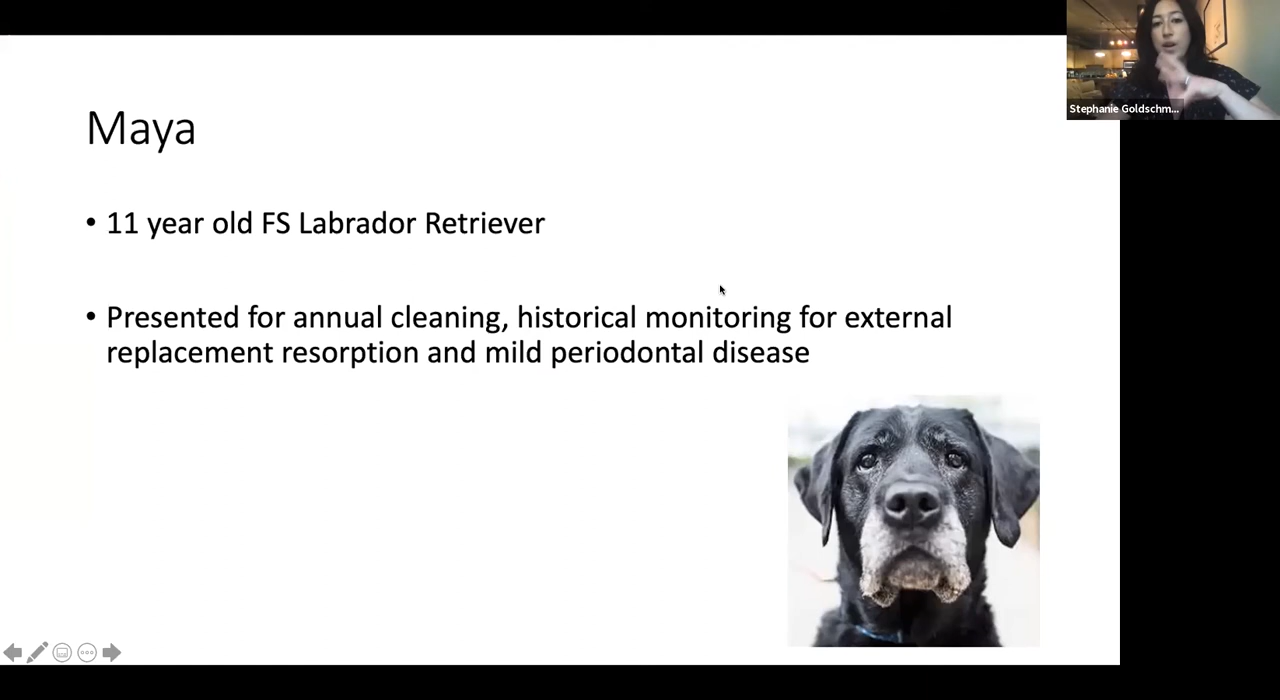 Stephanie Goldschm...
Maya
• 11 year old FS Labrador Retriever
• Presented for annual cleaning, historical monitoring for external
replacement resorption and mild periodontal disease